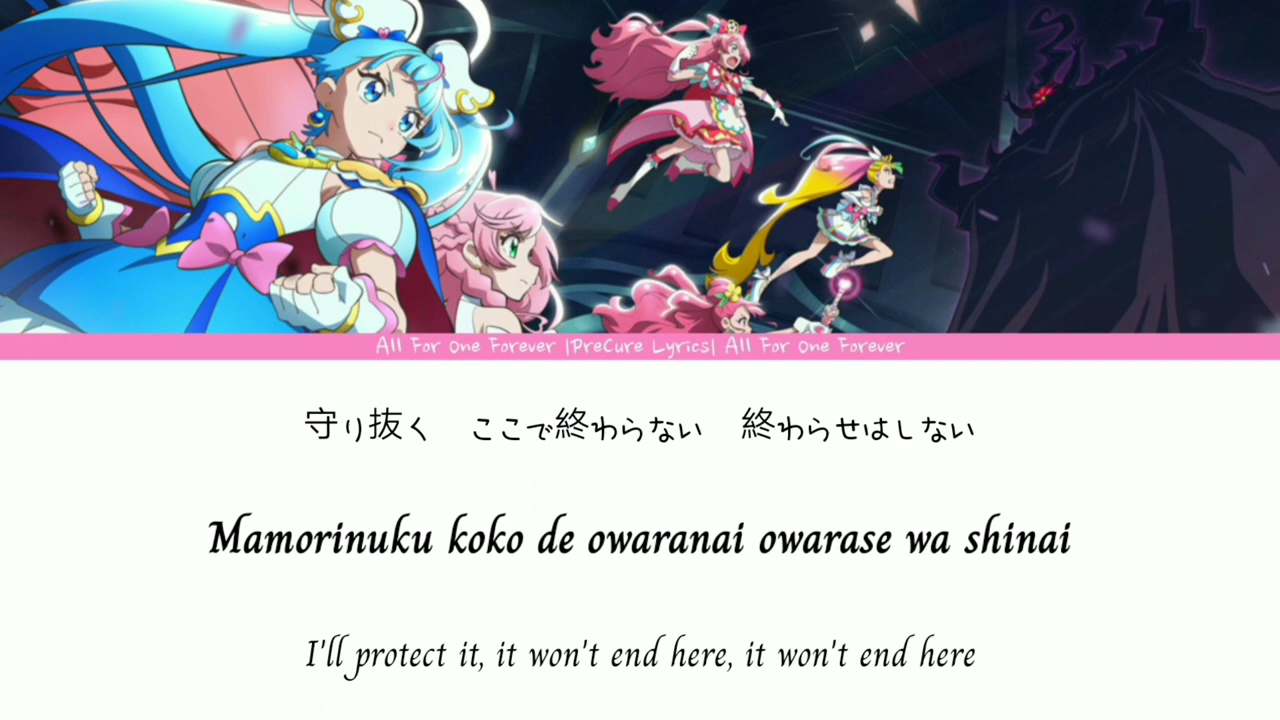 All For One Forever |PreCure Lyrics| All For One Forever
守り抜く　ここで終わらない　終わらせはしない
Mamorinuku koko de owaranai owarase wa shinai
I'll protect it, it won't end here, it won't end here